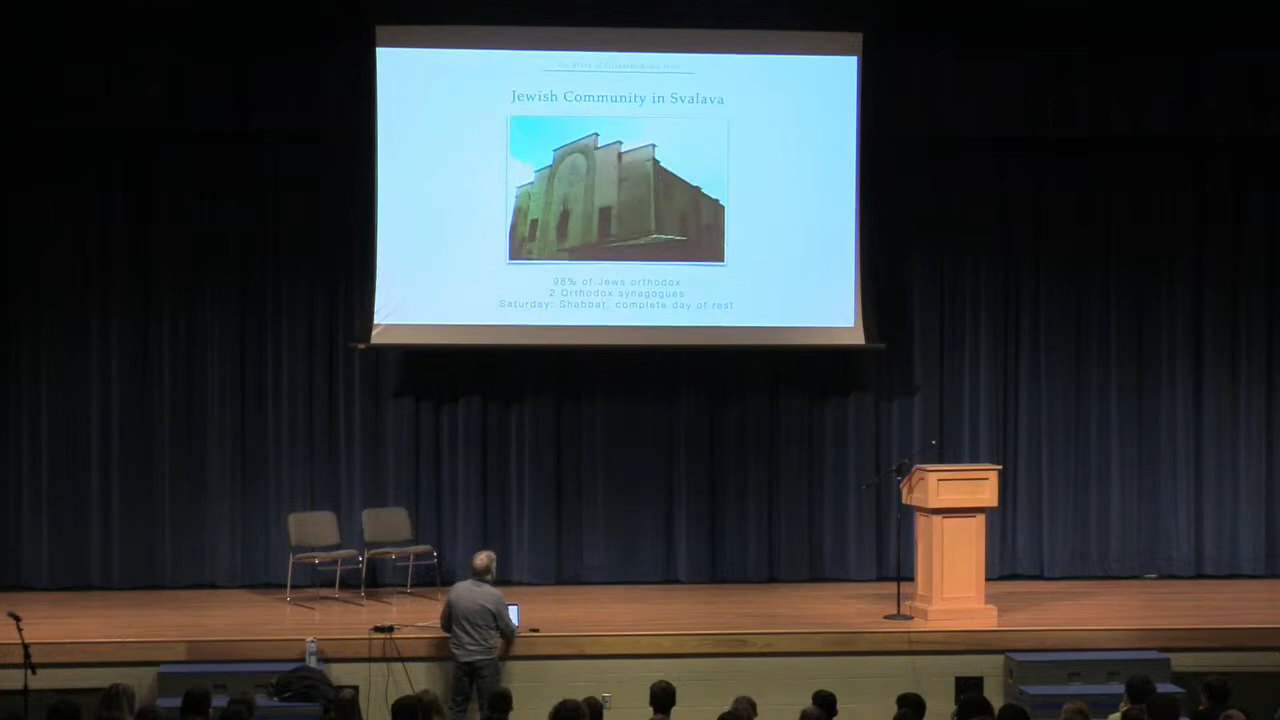 Jewish Community in Svalava
98% of Jews orthodox
2 Orthodox synagogues
Saturday: Shabbat, complete day of rest